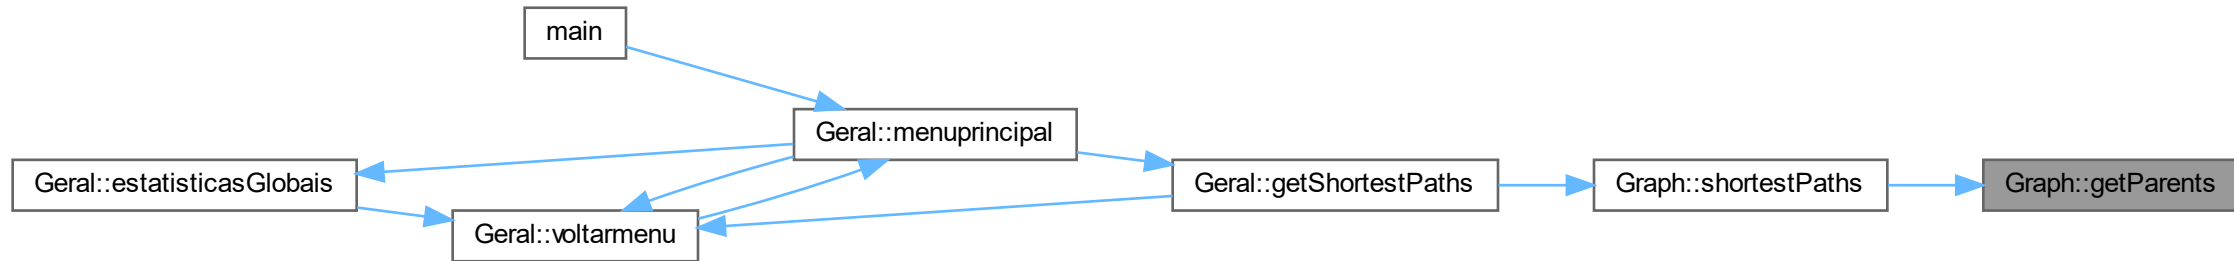 main
Geral::menuprincipal
Geral::estatisticasGlobais
Geral::getShortestPaths
Graph::shortestPaths
Graph::getParents
Geral::voltarmenu